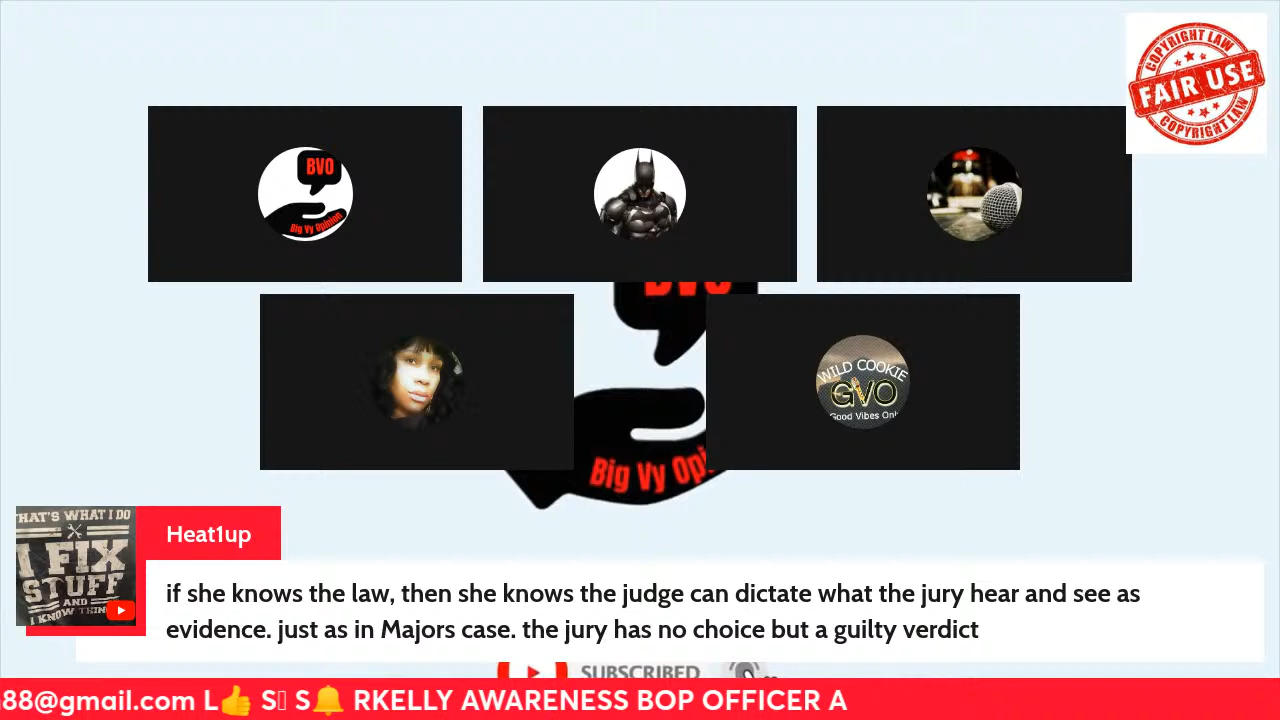 COPYRIGHT LAW
FAIR USE
COPYRIGHT LAW
BVO
Big Vy Opinion
WILD COOKIE
GVO
Good Vibes Onl
BVO
Big Vy Opi
HAT'S WHAT I DO
I FIX
STUFF
AND
I KNOW THIN
Heat1up
if she knows the law, then she knows the judge can dictate what the jury hear and see as
evidence. just as in Majors case. the jury has no choice but a guilty verdict
SUBSCRIBED
88@gmail.com L👍 S S🔔 RKELLY AWARENESS BOP OFFICER A